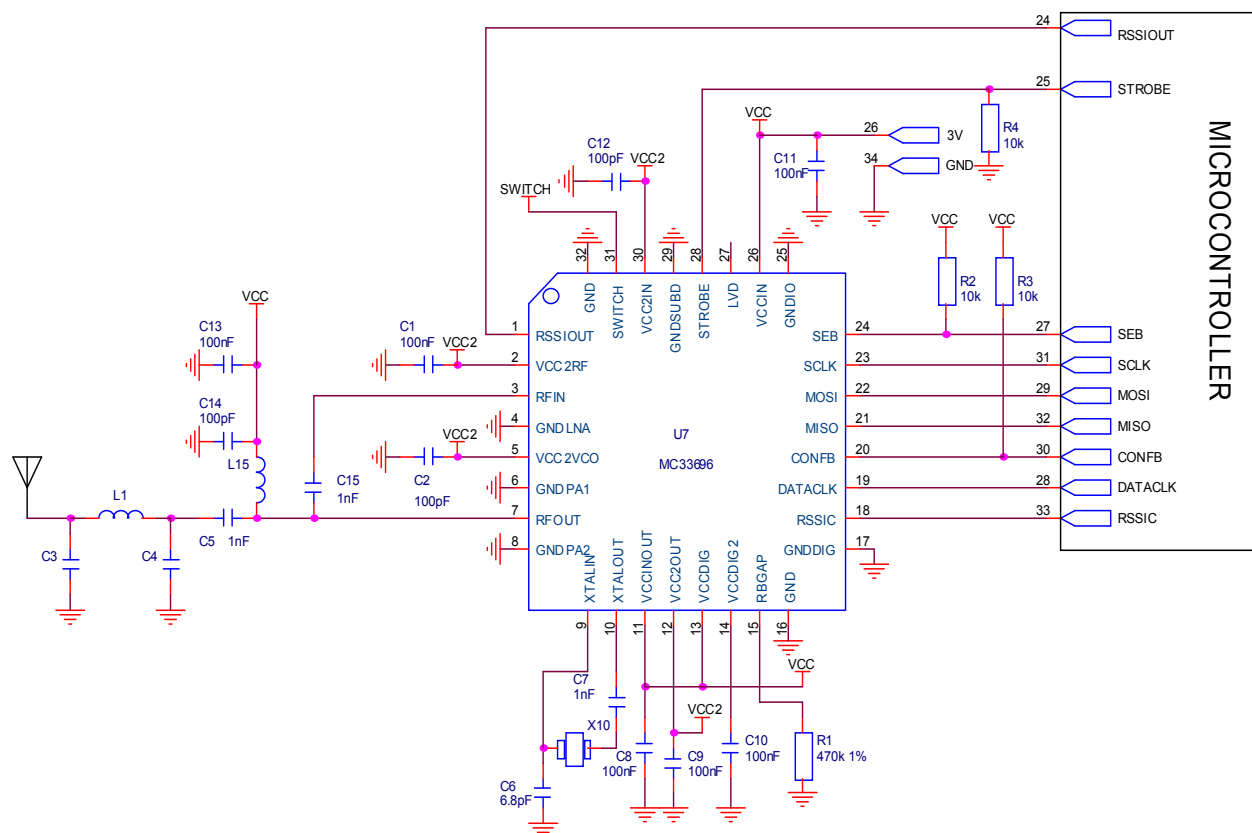 24
RSSIOUT
25
STROBE
MICROCONTROLLER
VCC
26
3V
R4
10k
C12
100pF
VCC2
C11
100nF
34
GND
SWITCH
VCC
VCC
32
31
30
29
28
27
26
25
GND
SWITCH
VCC2IN
GNDSUBD
STROBE
LVD
VCCIN
GNDIO
R2
10k
R3
10k
VCC
C13
100nF
C1
100nF
VCC2
1
RSSIOUT
SEB
24
27
SEB
2
VCC2RF
SCLK
23
31
SCLK
3
RFIN
MOSI
22
29
MOSI
C14
100pF
4
GNDLNA
MISO
21
32
MISO
VCC2
5
VCC2VCO
U7
MC33696
CONFB
20
30
CONFB
L15
C15
1nF
C2
100pF
6
GNDPA1
DATACLK
19
28
DATACLK
L1
7
RFOUT
RSSIC
18
33
RSSIC
C3
C4
C5
1nF
8
GNDPA2
GNDDIG
17
XTALIN
XTALOUT
VCCINOUT
VCC2OUT
VCCDIG
VCCDIG2
RBGAP
GND
9
10
11
12
13
14
15
16
C7
1nF
VCC
X10
VCC2
C8
100nF
C9
100nF
C10
100nF
R1
470k 1%
C6
6.8pF